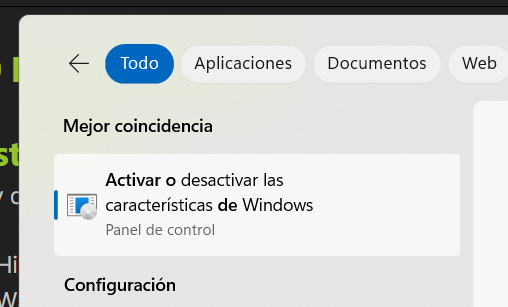 Todo Aplicaciones Documentos Web
Mejor coincidencia
Activar o desactivar las
características de Windows
Panel de control
Configuración